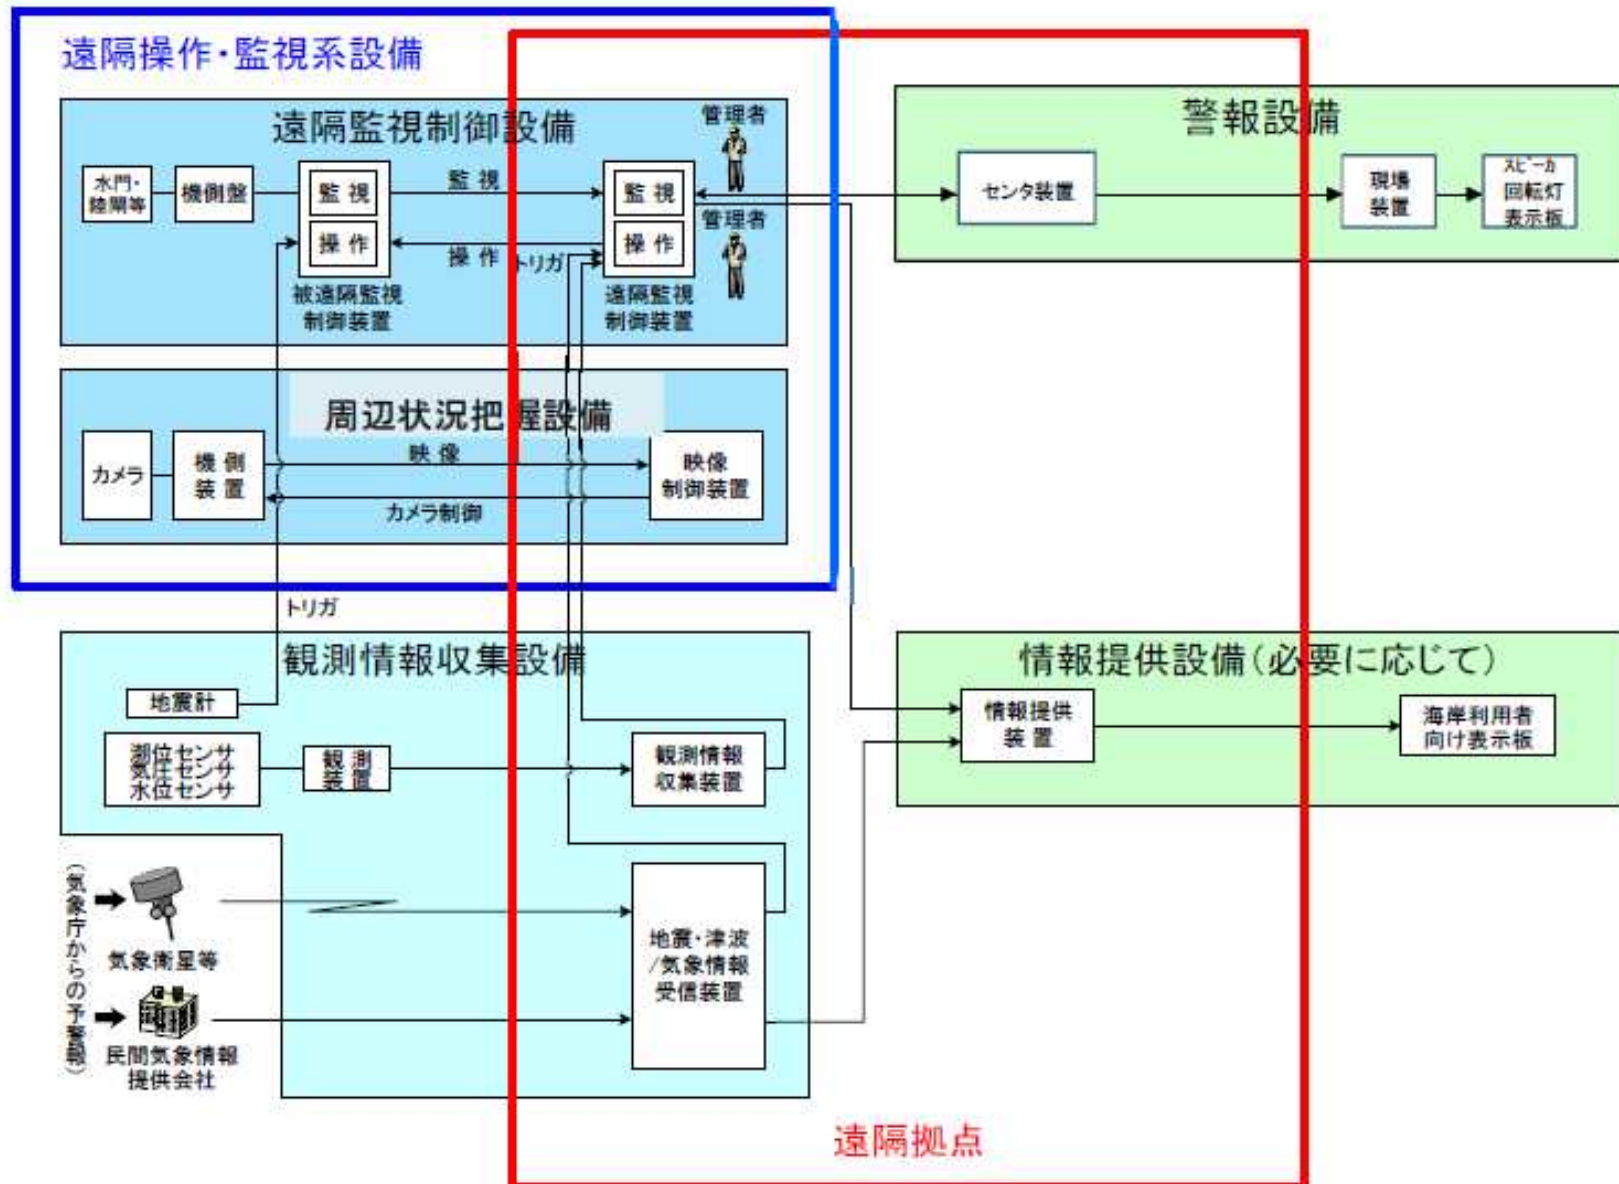 遠隔操作・監視系設備
遠隔監視制御設備
管理者
水門・
陸閘等
機側盤
監視
操作
被遠隔監視
制御装置
監視
操作
トリガ
監視
操作
遠隔監視
制御装置
管理者
警報設備
センタ装置
現場
装置
スピーカ
回転灯
表示板
周辺状況把握設備
カメラ
機側
装置
映像
カメラ制御
映像
制御装置
トリガ
観測情報収集設備
地震計
潮位センサ
気圧センサ
水位センサ
観測
装置
観測情報
収集装置
情報提供設備(必要に応じて)
情報提供
装置
海岸利用者
向け表示板
(気象庁からの予警報)
気象衛星等
民間気象情報
提供会社
地震・津波
/気象情報
受信装置
遠隔拠点